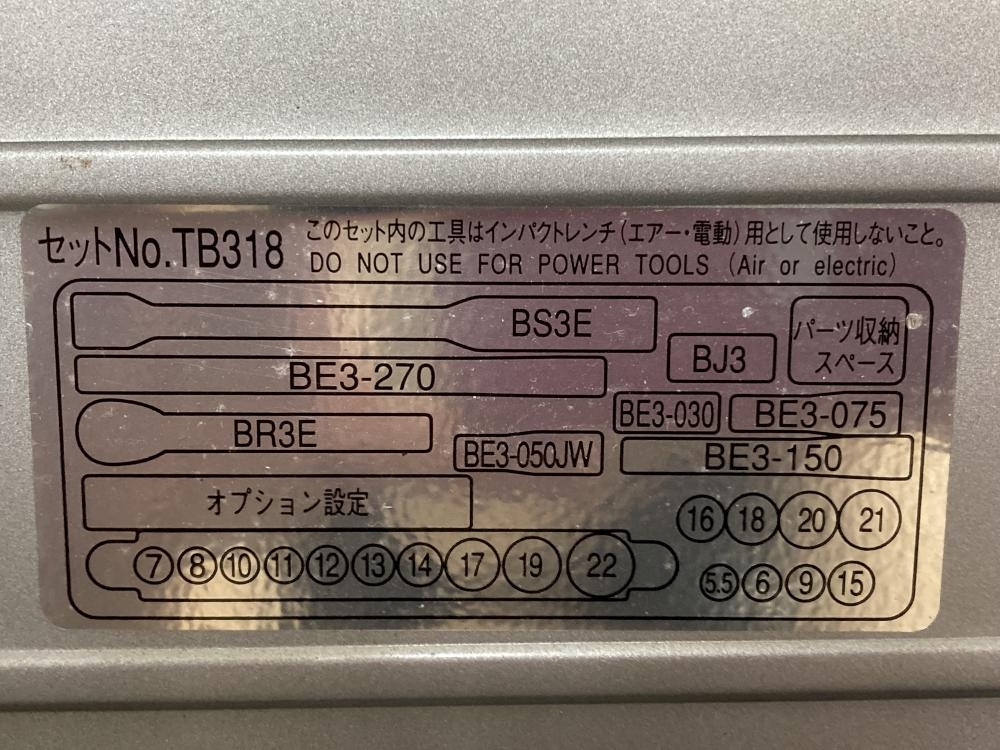 セットNo.TB318
このセット内の工具はインパクトレンチ(エアー・電動)用として使用しないこと。
DO NOT USE FOR POWER TOOLS (Air or electric)
BS3E
BJ3
パーツ収納
スペース
BE3-270
BE3-030
BE3-075
BR3E
BE3-050JW
BE3-150
オプション設定
16 18 20 21
7 8 10 11 12 13 14 17 19 22
5.5 6 9 15